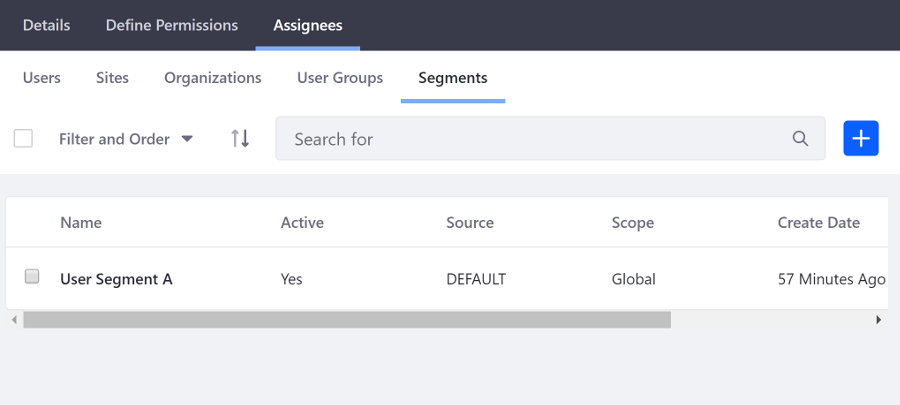 Details Define Permissions Assignees
Users Sites Organizations User Groups Segments
Filter and Order Search for
Name Active Source Scope Create Date
User Segment A Yes DEFAULT Global 57 Minutes Ago